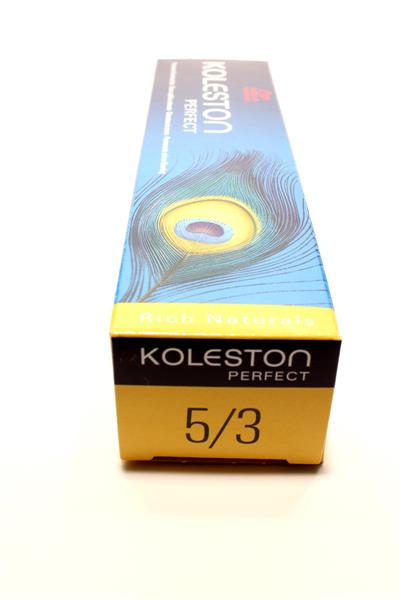 KOLESTON
PERFECT
Rich Naturals
KOLESTON
PERFECT
5/3